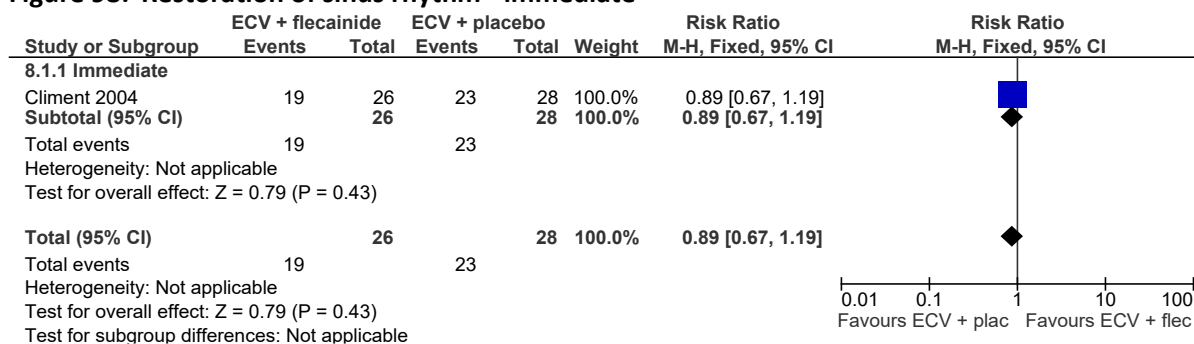 Figure 98: Restoration of sinus rhythm - immediate
ECV + flecainide ECV + placebo Risk Ratio Risk Ratio
Study or Subgroup Events Total Events Total Weight M-H, Fixed, 95% CI M-H, Fixed, 95% CI
8.1.1 Immediate
Climent 2004 19 26 23 28 100.0% 0.89 [0.67, 1.19]
Subtotal (95% CI) 26 28 100.0% 0.89 [0.67, 1.19]
Total events 19 23
Heterogeneity: Not applicable
Test for overall effect: Z = 0.79 (P = 0.43)
Total (95% CI) 26 28 100.0% 0.89 [0.67, 1.19]
Total events 19 23
Heterogeneity: Not applicable
Test for overall effect: Z = 0.79 (P = 0.43)
Test for subgroup differences: Not applicable
0.01 0.1 1 10 100
Favours ECV + plac Favours ECV + flec